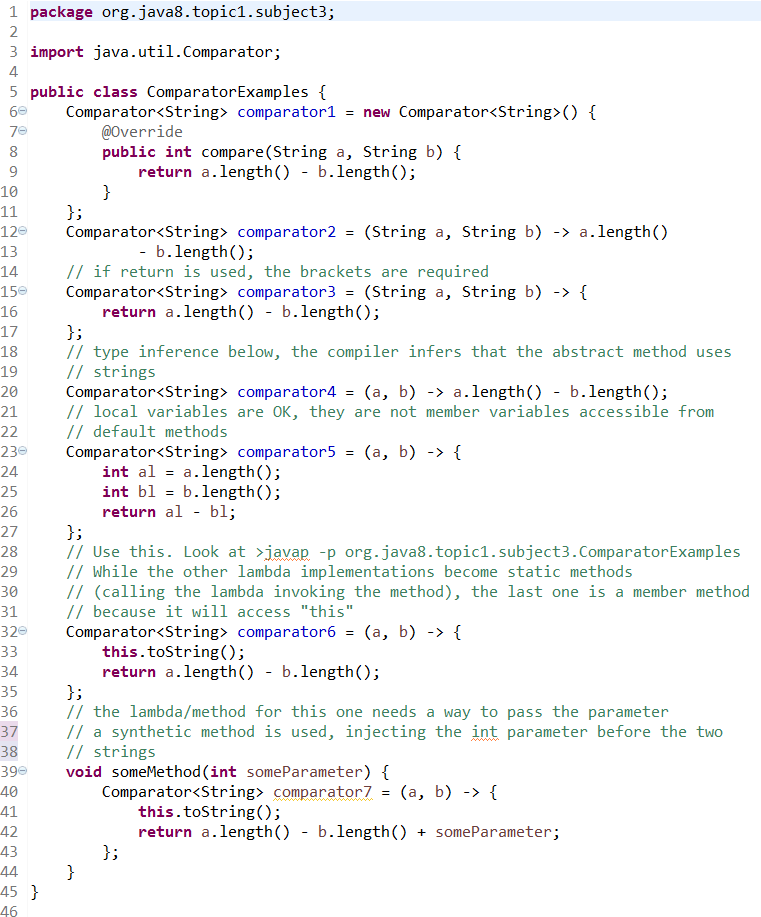 1 package org.java8.topic1.subject3;
2
3 import java.util.Comparator;
4
5 public class ComparatorExamples {
6     Comparator<String> comparator1 = new Comparator<String>() {
7         @Override
8         public int compare(String a, String b) {
9             return a.length() - b.length();
10         }
11     };
12     Comparator<String> comparator2 = (String a, String b) -> a.length()
13             - b.length();
14     // if return is used, the brackets are required
15     Comparator<String> comparator3 = (String a, String b) -> {
16         return a.length() - b.length();
17     };
18     // type inference below, the compiler infers that the abstract method uses
19     // strings
20     Comparator<String> comparator4 = (a, b) -> a.length() - b.length();
21     // local variables are OK, they are not member variables accessible from
22     // default methods
23     Comparator<String> comparator5 = (a, b) -> {
24         int al = a.length();
25         int bl = b.length();
26         return al - bl;
27     };
28     // Use this. Look at >javap -p org.java8.topic1.subject3.ComparatorExamples
29     // While the other lambda implementations become static methods
30     // (calling the lambda invoking the method), the last one is a member method
31     // because it will access "this"
32     Comparator<String> comparator6 = (a, b) -> {
33         this.toString();
34         return a.length() - b.length();
35     };
36     // the lambda/method for this one needs a way to pass the parameter
37     // a synthetic method is used, injecting the int parameter before the two
38     // strings
39     void someMethod(int someParameter) {
40         Comparator<String> comparator7 = (a, b) -> {
41             this.toString();
42             return a.length() - b.length() + someParameter;
43         };
44     }
45 }
46